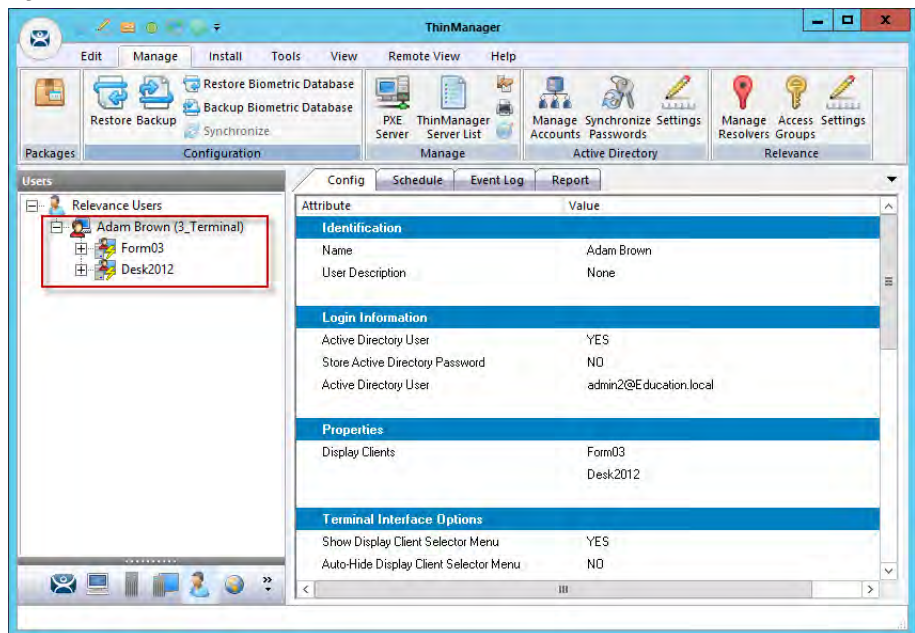 ThinManager
Edit Manage Install Tools View Remote View Help
Restore Backup
Restore Biometric Database
Backup Biometric Database
Synchronize
PXE Server
ThinManager Server List
Manage Accounts
Synchronize Passwords
Settings
Manage Resolvers
Access Groups
Settings
Packages Configuration Manage Active Directory Relevance
Users
Config Schedule Event Log Report
Relevance Users
Adam Brown (3_Terminal)
Form03
Desk2012
Attribute Value
Identification
Name Adam Brown
User Description None
Login Information
Active Directory User YES
Store Active Directory Password NO
Active Directory User admin2@Education.local
Properties
Display Clients Form03
Desk2012
Terminal Interface Options
Show Display Client Selector Menu YES
Auto-Hide Display Client Selector Menu NO